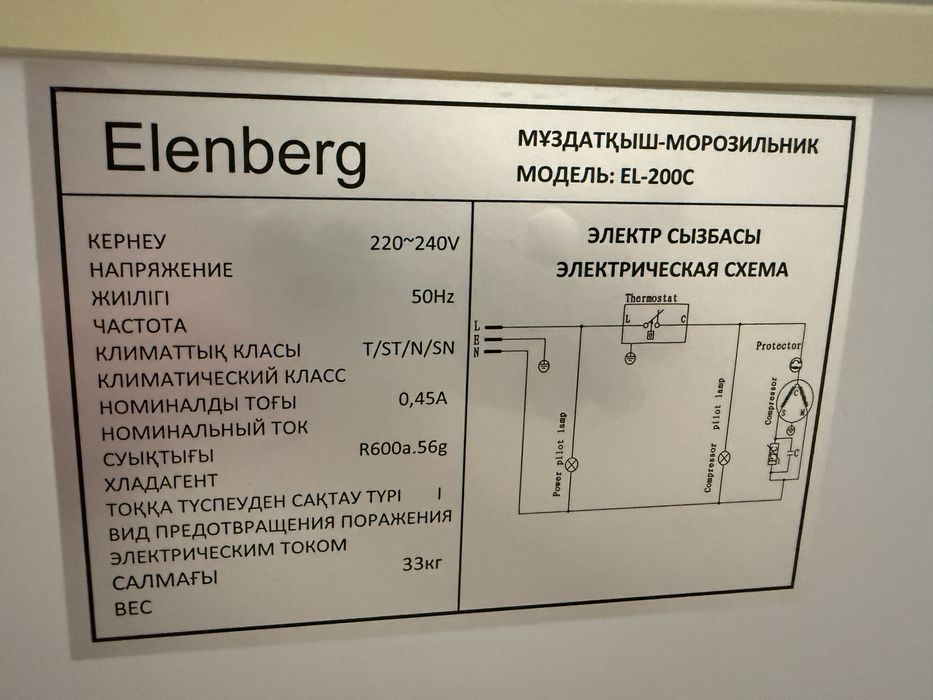 Elenberg
МҰЗДАТҚЫШ-МОРОЗИЛЬНИК
МОДЕЛЬ: EL-200C
КЕРНЕУ 220~240V
НАПРЯЖЕНИЕ
ЖИІЛІГІ 50Hz
ЧАСТОТА
КЛИМАТТЫҚ КЛАСЫ T/ST/N/SN
КЛИМАТИЧЕСКИЙ КЛАСС
НОМИНАЛДЫ ТОҒЫ 0,45А
НОМИНАЛЬНЫЙ ТОК
СУЫҚТЫҒЫ R600a.56g
ХЛАДАГЕНТ
ТОҚҚА ТҮСПЕУДЕН САҚТАУ ТҮРІ I
ВИД ПРЕДОТВРАЩЕНИЯ ПОРАЖЕНИЯ
ЭЛЕКТРИЧЕСКИМ ТОКОМ
САЛМАҒЫ 33кг
ВЕС
ЭЛЕКТР СЫЗБАСЫ
ЭЛЕКТРИЧЕСКАЯ СХЕМА
Thermostat
L C
L
E
N
Protector
Power pilot lamp
Compressor pilot lamp
Compressor
C
S M
PTC
C